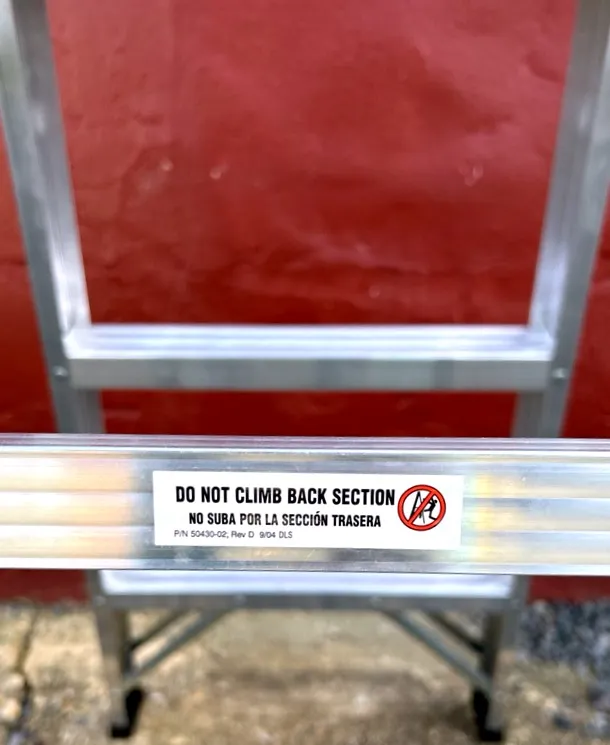 DO NOT CLIMB BACK SECTION
NO SUBA POR LA SECCIÓN TRASERA
P/N 50430-02; Rev D 9/04 DLS